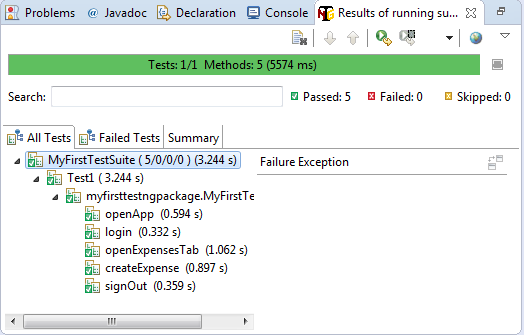 Problems @ Javadoc Declaration Console Results of running su...
Tests: 1/1 Methods: 5 (5574 ms)
Search: Passed: 5 Failed: 0 Skipped: 0
All Tests Failed Tests Summary
MyFirstTestSuite ( 5/0/0/0 ) (3.244 s) Failure Exception
Test1 ( 3.244 s)
myfirsttestngpackage.MyFirstTe
openApp (0.594 s)
login (0.332 s)
openExpensesTab (1.062 s)
createExpense (0.897 s)
signOut (0.359 s)